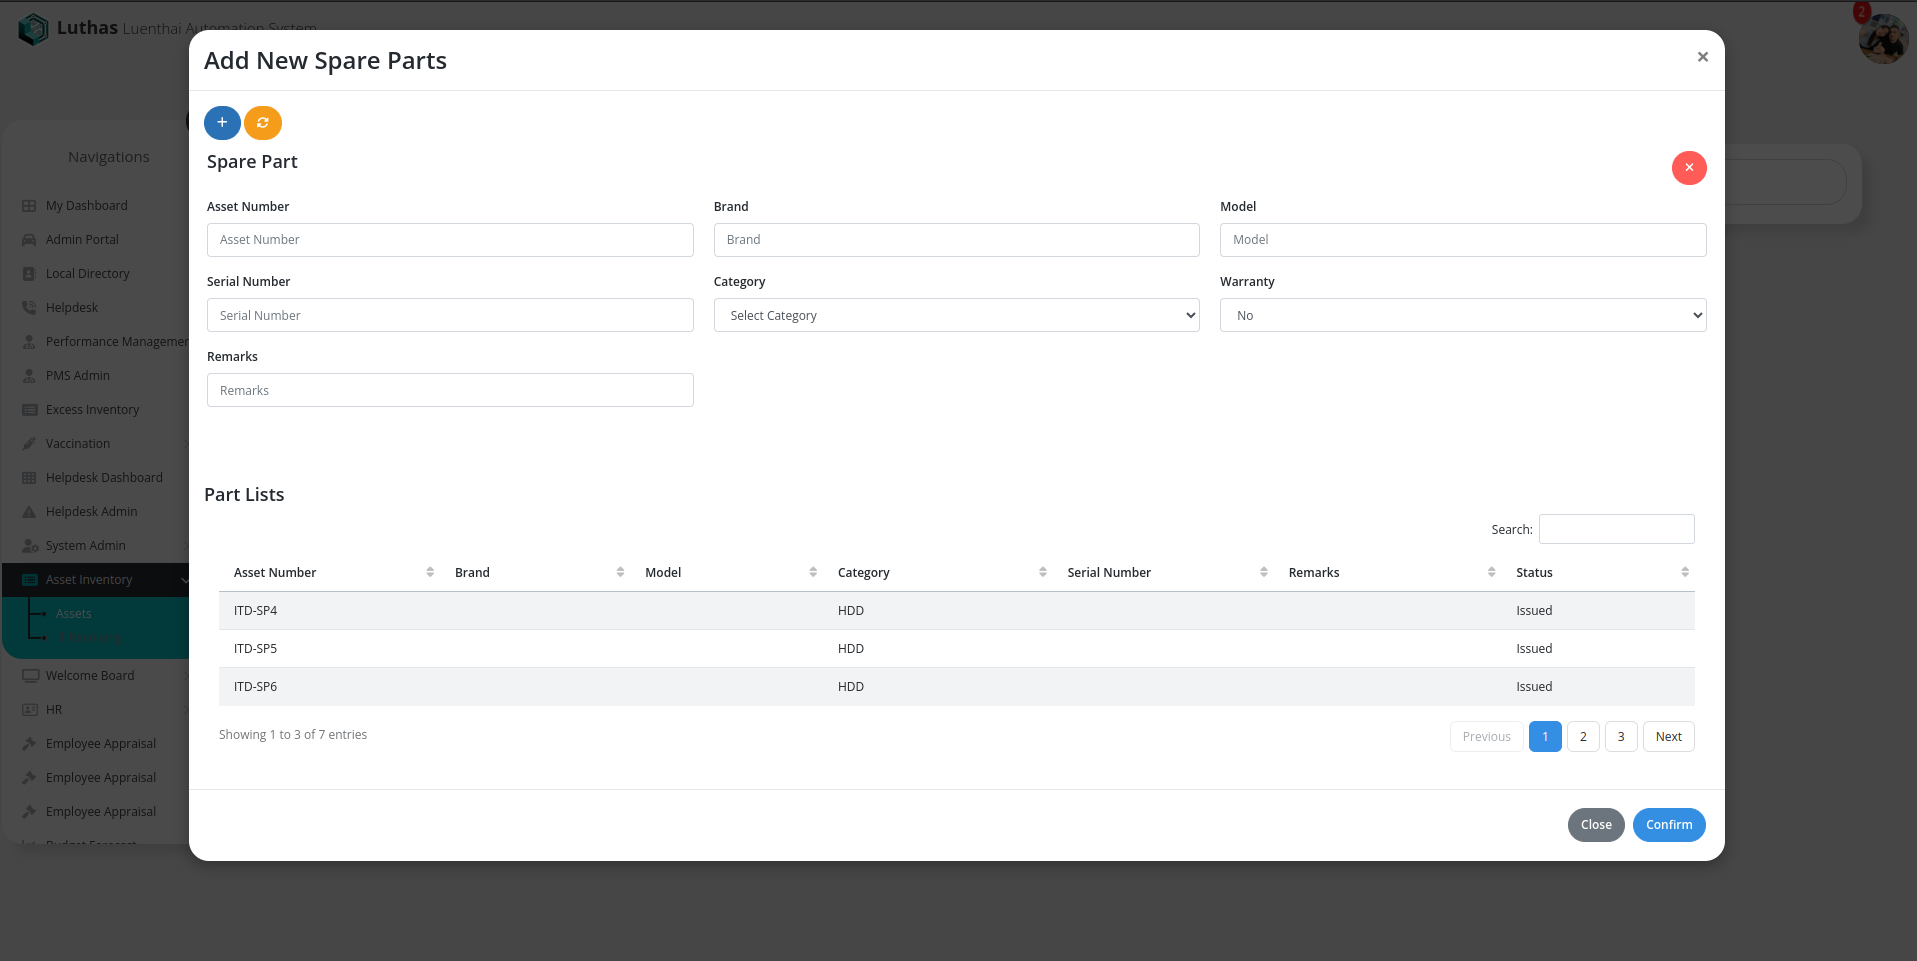 Luthas Luenthai Automation System
2
Add New Spare Parts
×
Navigations
My Dashboard
Admin Portal
Local Directory
Helpdesk
Performance Managemen
PMS Admin
Excess Inventory
Vaccination
Helpdesk Dashboard
Helpdesk Admin
System Admin
Asset Inventory
Assets
Welcome Board
HR
Employee Appraisal
Employee Appraisal
Employee Appraisal
Budget Forecast
+
Spare Part
×
Asset Number Brand Model
Asset Number Brand Model
Serial Number Category Warranty
Serial Number Select Category No
Remarks
Remarks
Part Lists
Search:
Asset Number Brand Model Category Serial Number Remarks Status
ITD-SP4 HDD Issued
ITD-SP5 HDD Issued
ITD-SP6 HDD Issued
Showing 1 to 3 of 7 entries
Previous 1 2 3 Next
Close Confirm